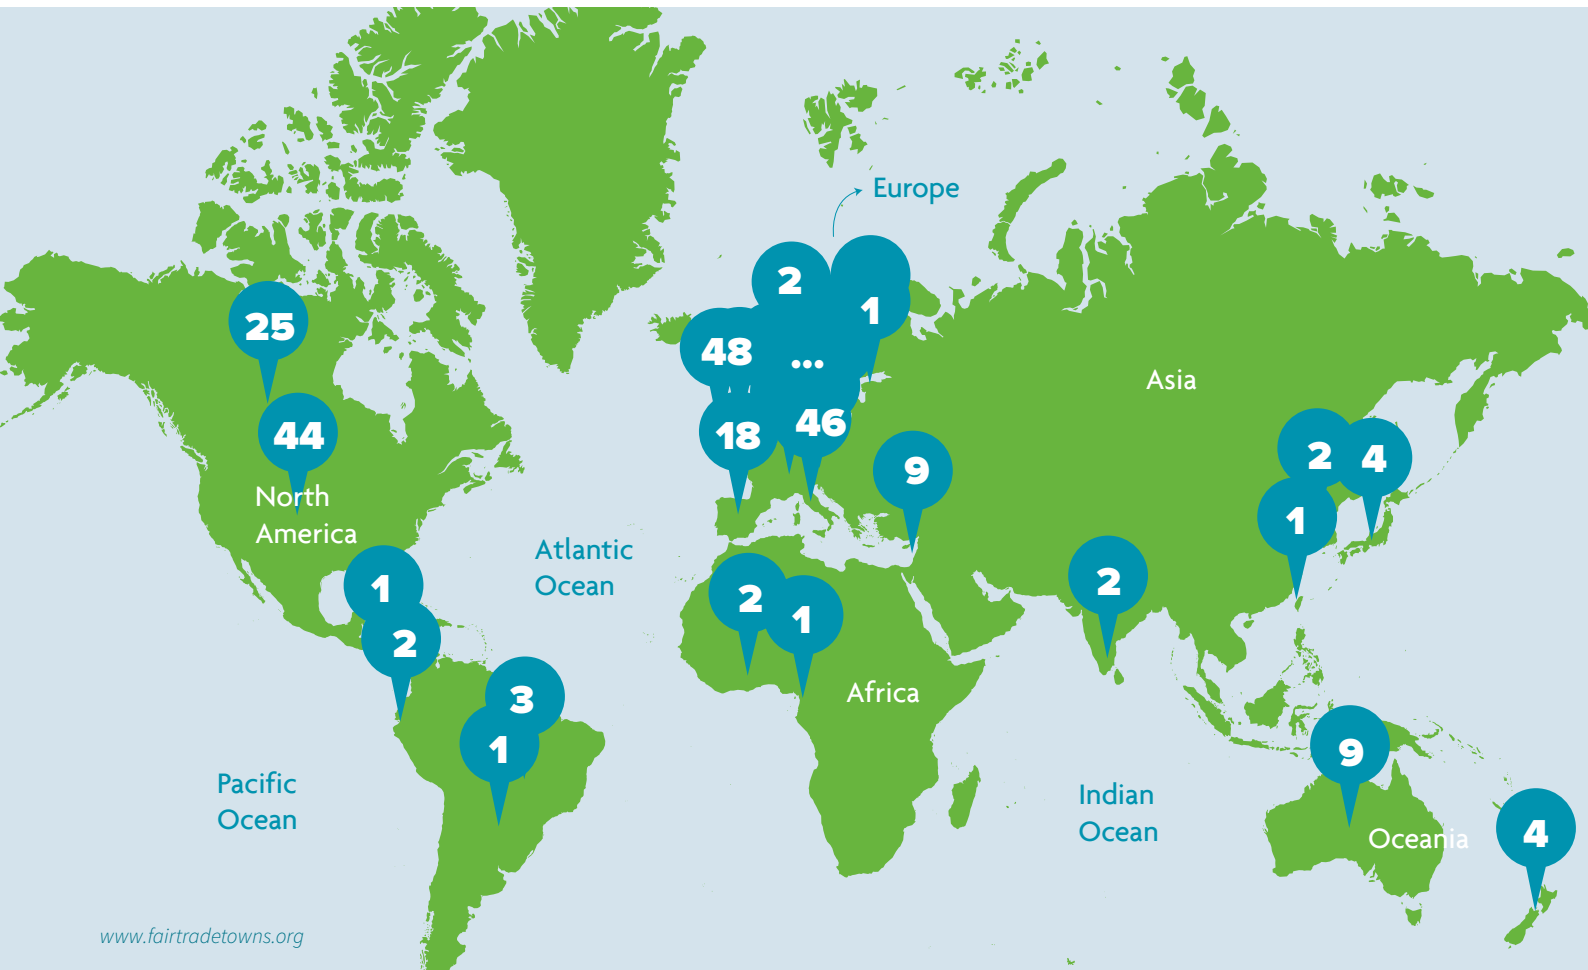 Europe
2
1
25
48
...
Asia
44
18
46
2
4
9
North
America
1
Atlantic
Ocean
1
2
2
1
2
3
Africa
1
9
Pacific
Ocean
Indian
Ocean
Oceania
4
www.fairtradetowns.org